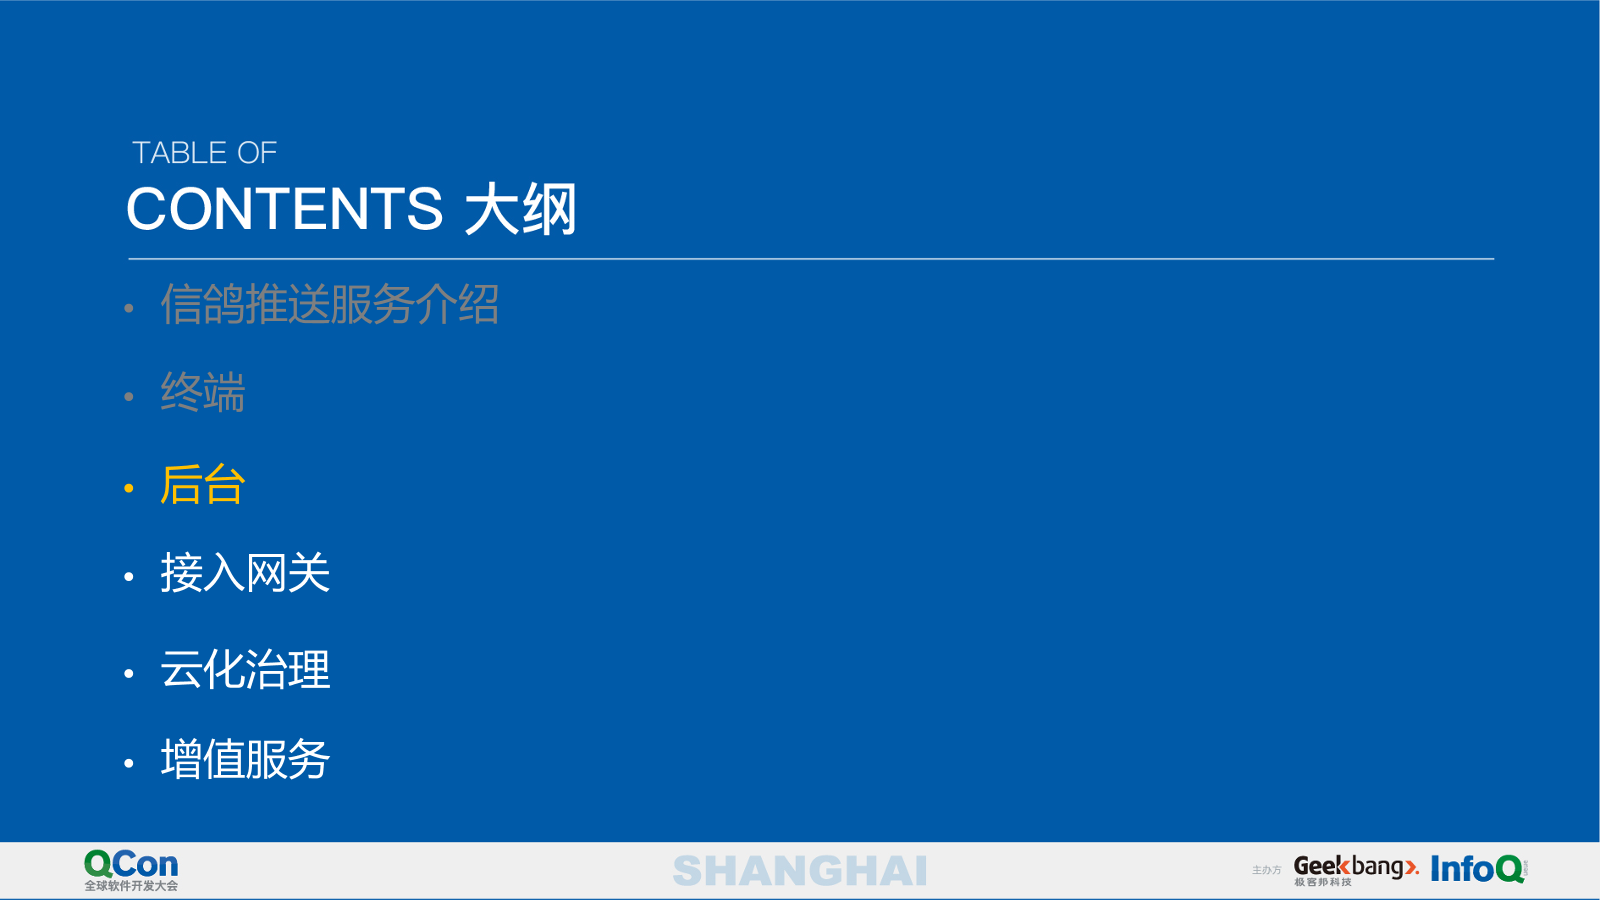 TABLE OF
CONTENTS 大纲
• 信鸽推送服务介绍
• 终端
• 后台
• 接入网关
• 云化治理
• 增值服务
QCon
全球软件开发大会
SHANGHAI
主办方
Geekbang>.
极客邦科技
InfoQ